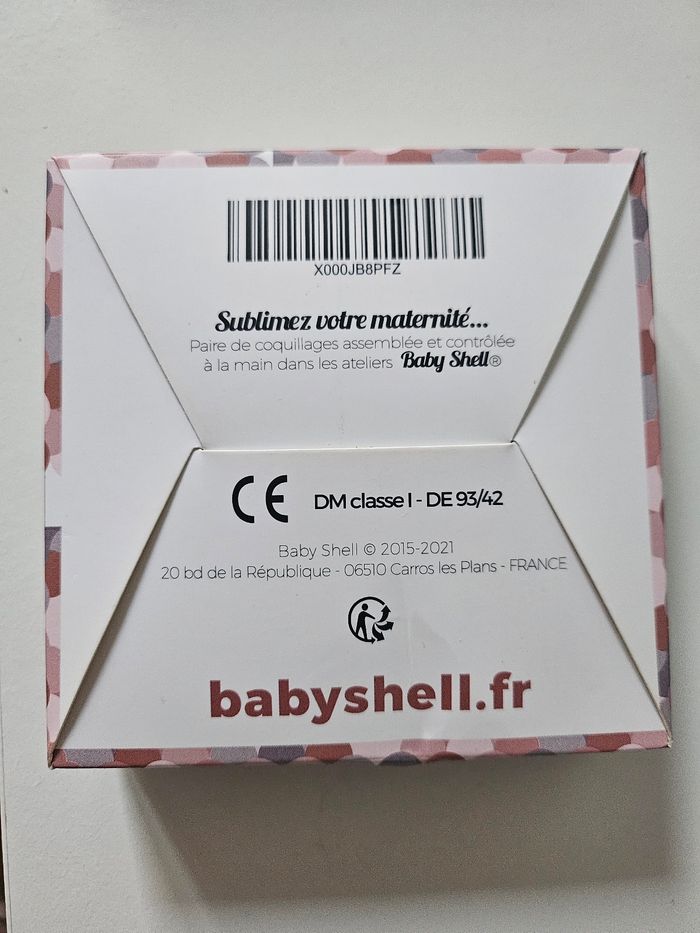 X000JB8PFZ
Sublimez votre maternité...
Paire de coquillages assemblée et contrôlée
à la main dans les ateliers Baby Shell®
CE DM classe I - DE 93/42
Baby Shell © 2015-2021
20 bd de la République - 06510 Carros les Plans - FRANCE
babyshell.fr